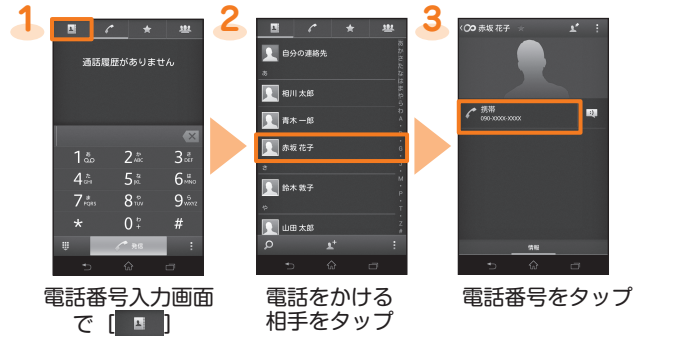 1
通話履歴がありません
1
2 ABC
3 DEF
4 GHI
5 JKL
6 MNO
7 PQRS
8 TUV
9 WXYZ
*
0 +
#
発信
電話番号入力画面
で [ ]
2
自分の連絡先
あ
相川 太郎
青木 一郎
赤坂 花子
さ
鈴木 敦子
や
山田 太郎
電話をかける
相手をタップ
3
赤坂 花子
携帯
090-XXXX-XXXX
情報
電話番号をタップ